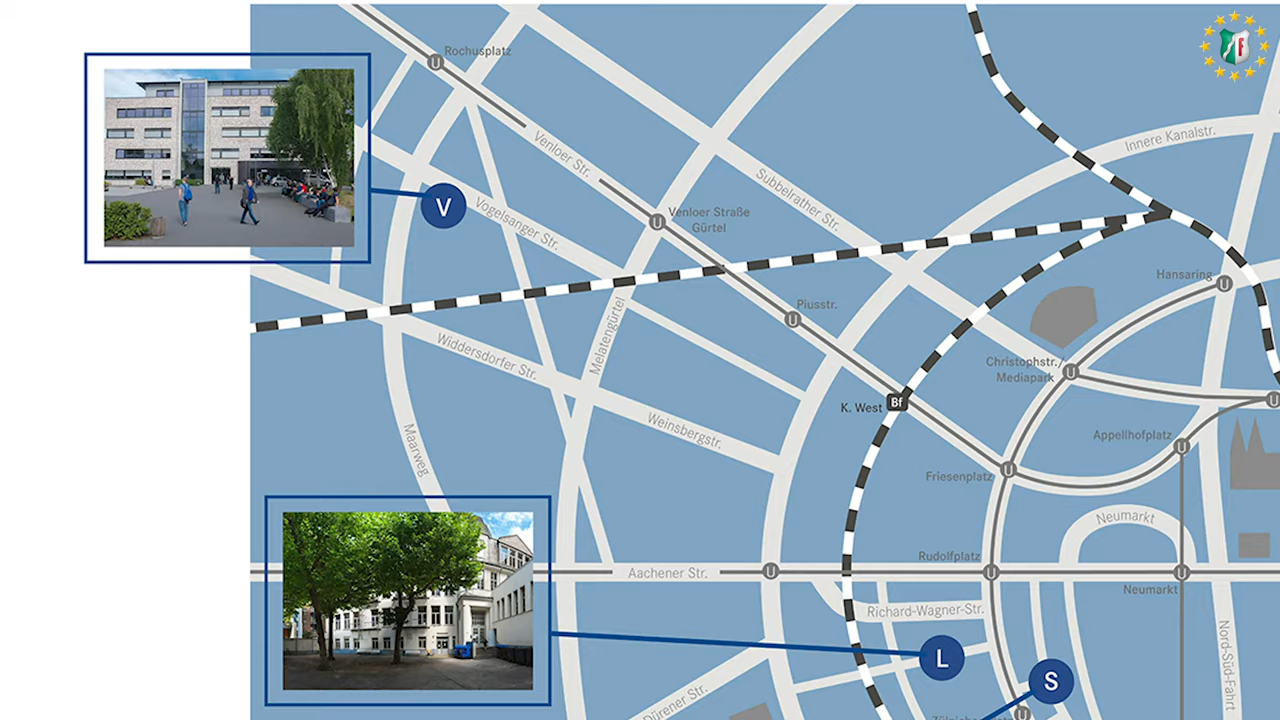 Rochusplatz
F
Venloer Str.
Innere Kanalstr.
V
Vogelsanger Str.
Subbelrather Str.
Venloer Straße
Gürtel
Hansaring
U
Piusstr.
Melatengürtel
Widdersdorfer Str.
Christophstr./
Mediapark
K. West
Bf
Weinsbergstr.
Maarweg
Appellhofplatz
Friesenplatz
Neumarkt
Rudolfplatz
Aachener Str.
Neumarkt
Richard-Wagner-Str.
Nord-Süd-Fahrt
L
S
Dürener Str.